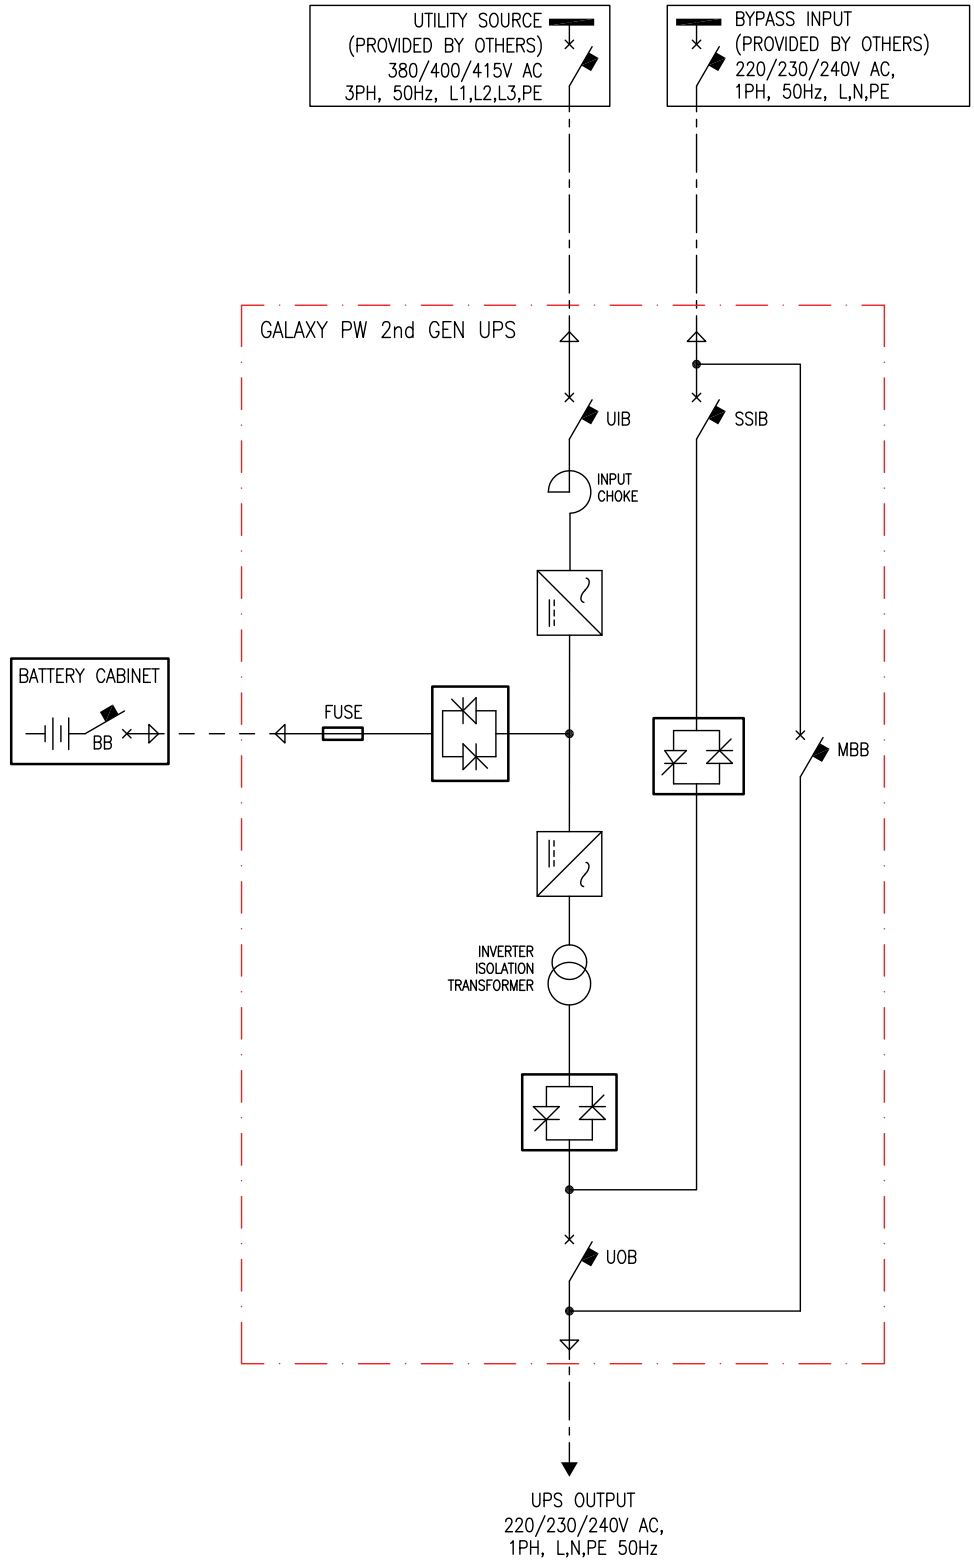 UTILITY SOURCE
(PROVIDED BY OTHERS)
380/400/415V AC
3PH, 50Hz, L1,L2,L3,PE
BYPASS INPUT
(PROVIDED BY OTHERS)
220/230/240V AC,
1PH, 50Hz, L,N,PE
GALAXY PW 2nd GEN UPS
UIB
SSIB
INPUT
CHOKE
BATTERY CABINET
BB
FUSE
MBB
INVERTER
ISOLATION
TRANSFORMER
UOB
UPS OUTPUT
220/230/240V AC,
1PH, L,N,PE 50Hz